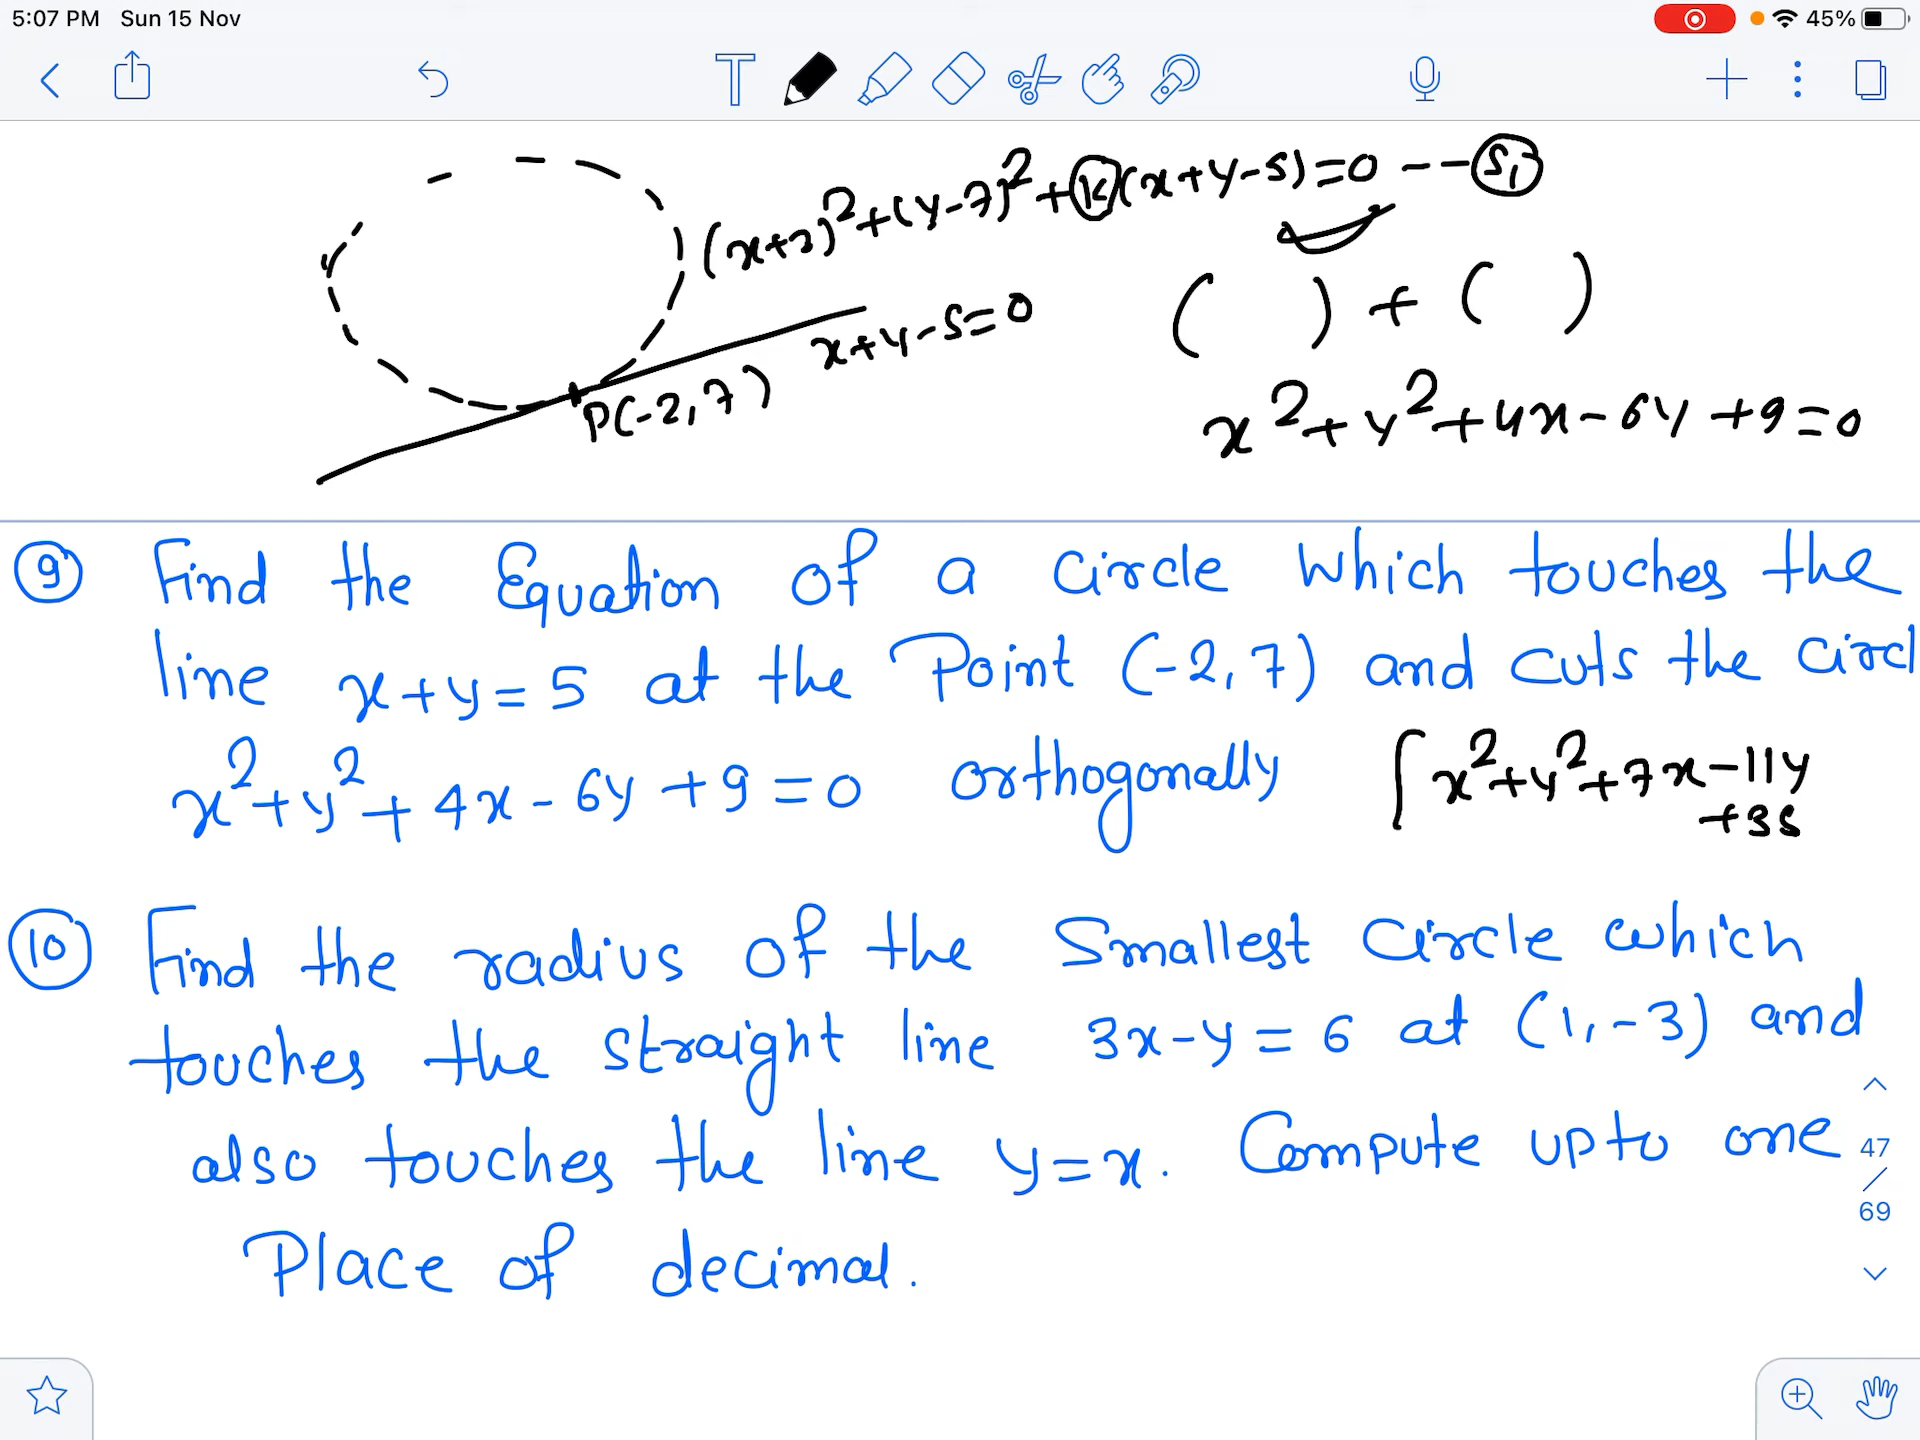 5:07 PM Sun 15 Nov
45%
(x+2)²+(y-7)²+k(x+y-5)=0 --- S₁
x+y-5=0
P(-2,7)
( ) + ( )
x²+y²+4x-6y+9=0
9 Find the Equation of a circle which touches the
line x+y=5 at the Point (-2,7) and cuts the circl
x²+y²+4x-6y+9=0 orthogonally
[x²+y²+7x-11y
+38
10 Find the radius of the Smallest circle which
touches the straight line 3x-y=6 at (1,-3) and
also touches the line y=x. Compute upto one
Place of decimal.
47
/
69